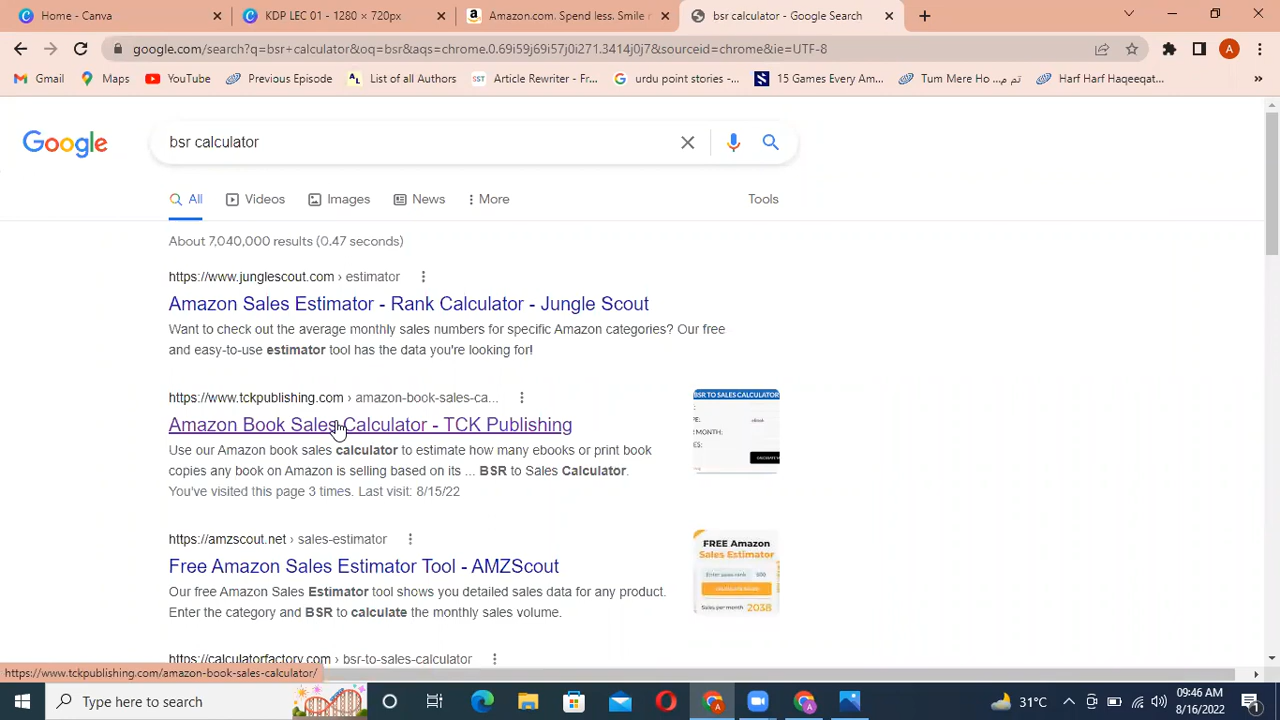 Home - Canva
KDP LEC 01 - 1280 × 720px
Amazon.com. Spend less. Smile
bsr calculator - Google Search
google.com/search?q=bsr+calculator&oq=bsr&aqs=chrome.0.69i59j69i57j0i271.3414j0j7&sourceid=chrome&ie=UTF-8
A
Gmail
Maps
YouTube
Previous Episode
List of all Authors
Article Rewriter - Fr...
urdu point stories -...
15 Games Every Am...
Tum Mere Ho ... تم م
Harf Harf Haqeeqat...
Google
bsr calculator
All
Videos
Images
News
More
Tools
About 7,040,000 results (0.47 seconds)
https://www.junglescout.com › estimator
Amazon Sales Estimator - Rank Calculator - Jungle Scout
Want to check out the average monthly sales numbers for specific Amazon categories? Our free
and easy-to-use estimator tool has the data you're looking for!
https://www.tckpublishing.com › amazon-book-sales-ca...
Amazon Book Sales Calculator - TCK Publishing
Use our Amazon book sales calculator to estimate how many ebooks or print book
copies any book on Amazon is selling based on its ... BSR to Sales Calculator.
You've visited this page 3 times. Last visit: 8/15/22
BSR TO SALES CALCULATOR
https://amzscout.net › sales-estimator
Free Amazon Sales Estimator Tool - AMZScout
Our free Amazon Sales Estimator tool shows you detailed sales data for any product.
Enter the category and BSR to calculate the monthly sales volume.
FREE Amazon
Sales Estimator
Sales per month 2038
https://calculatorfactory.com › bsr-to-sales-calculator
https://www.tckpublishing.com/amazon-book-sales-calculator/
Type here to search
31°C
09:46 AM
8/16/2022